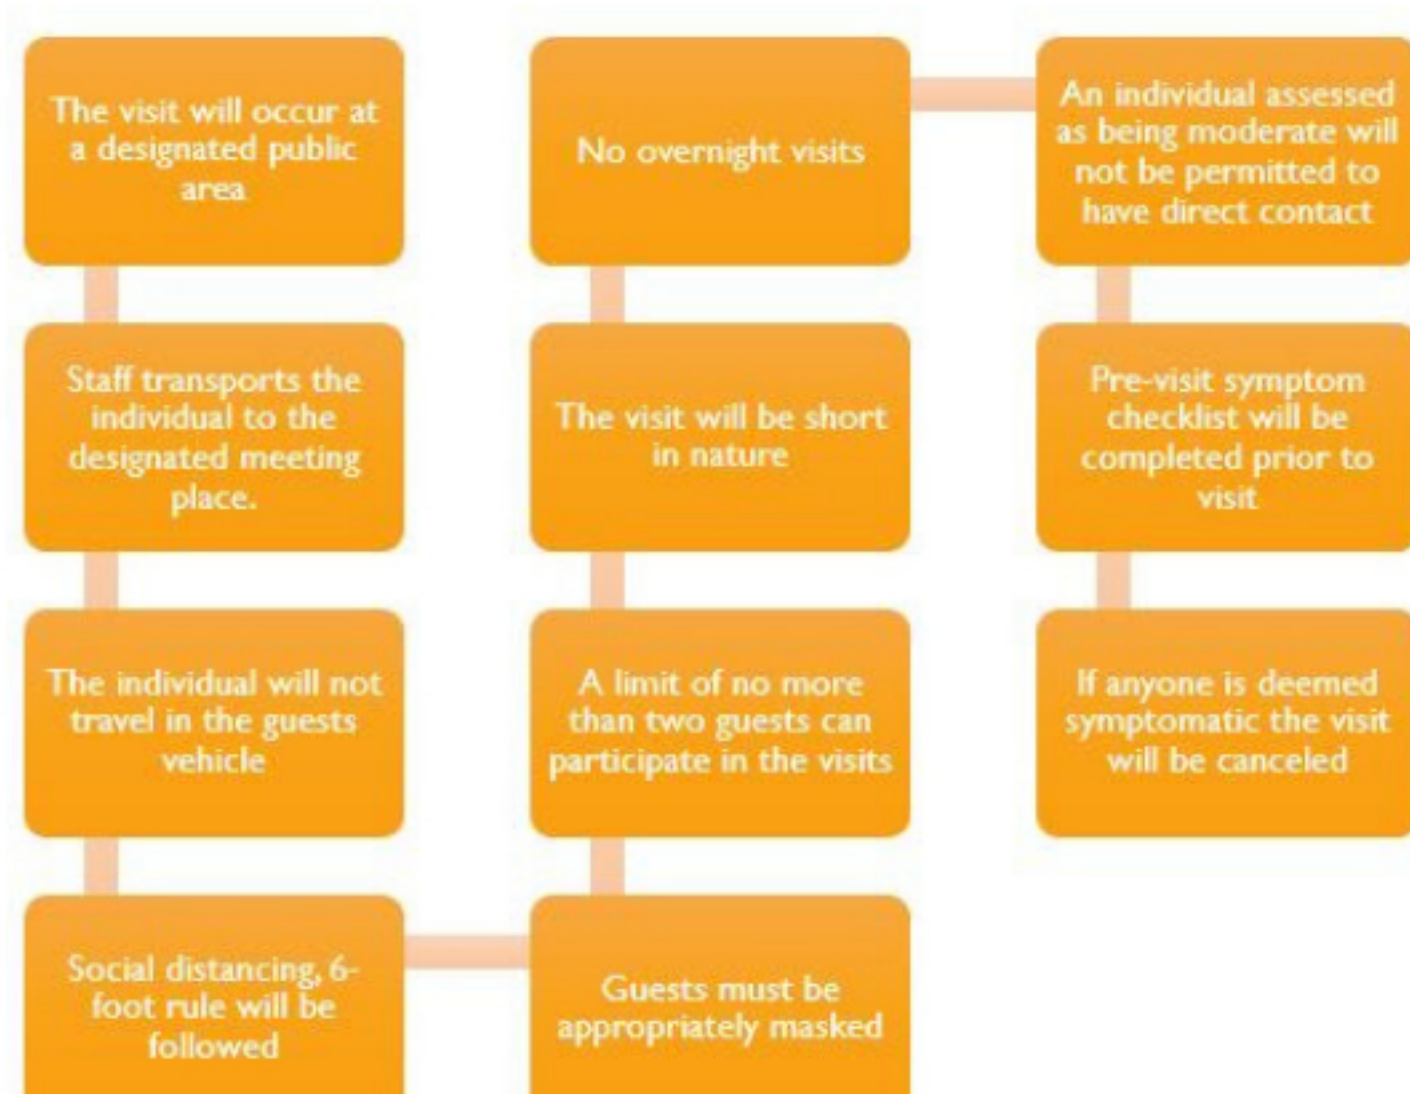 The visit will occur at
a designated public
area
Staff transports the
individual to the
designated meeting
place.
The individual will not
travel in the guests
vehicle
Social distancing, 6-
foot rule will be
followed
Guests must be
appropriately masked
A limit of no more
than two guests can
participate in the visits
The visit will be short
in nature
No overnight visits
An individual assessed
as being moderate will
not be permitted to
have direct contact
Pre-visit symptom
checklist will be
completed prior to
visit
If anyone is deemed
symptomatic the visit
will be canceled